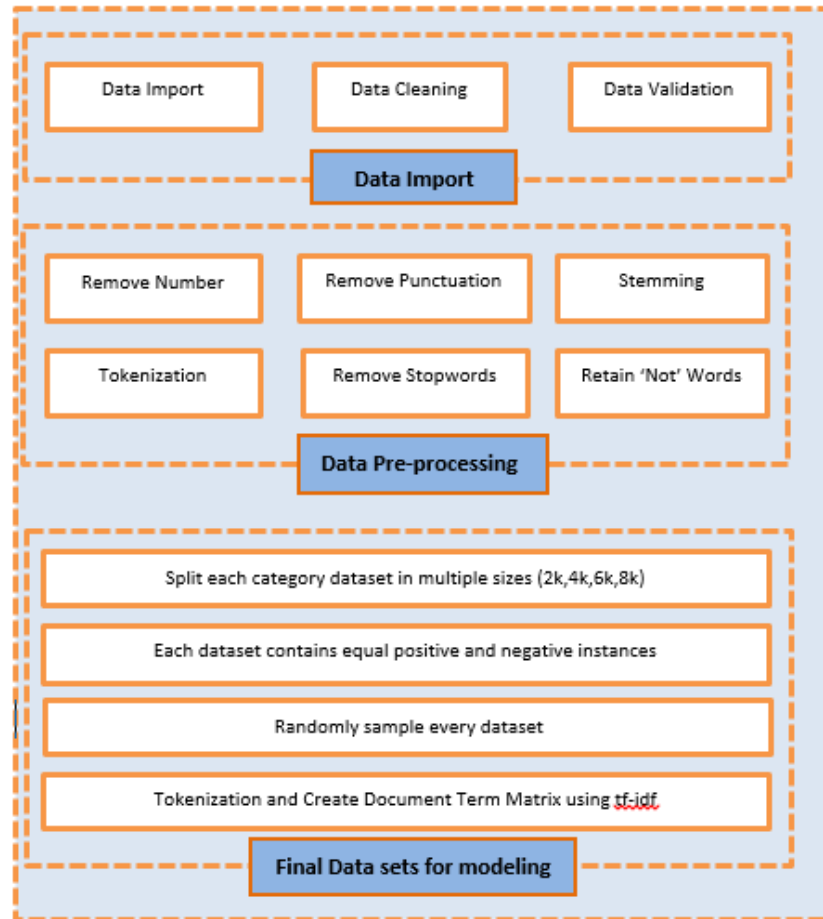 Data Import
Data Cleaning
Data Validation
Data Import
Remove Number
Remove Punctuation
Stemming
Tokenization
Remove Stopwords
Retain ‘Not’ Words
Data Pre-processing
Split each category dataset in multiple sizes (2k,4k,6k,8k)
Each dataset contains equal positive and negative instances
Randomly sample every dataset
Tokenization and Create Document Term Matrix using tf-idf
Final Data sets for modeling